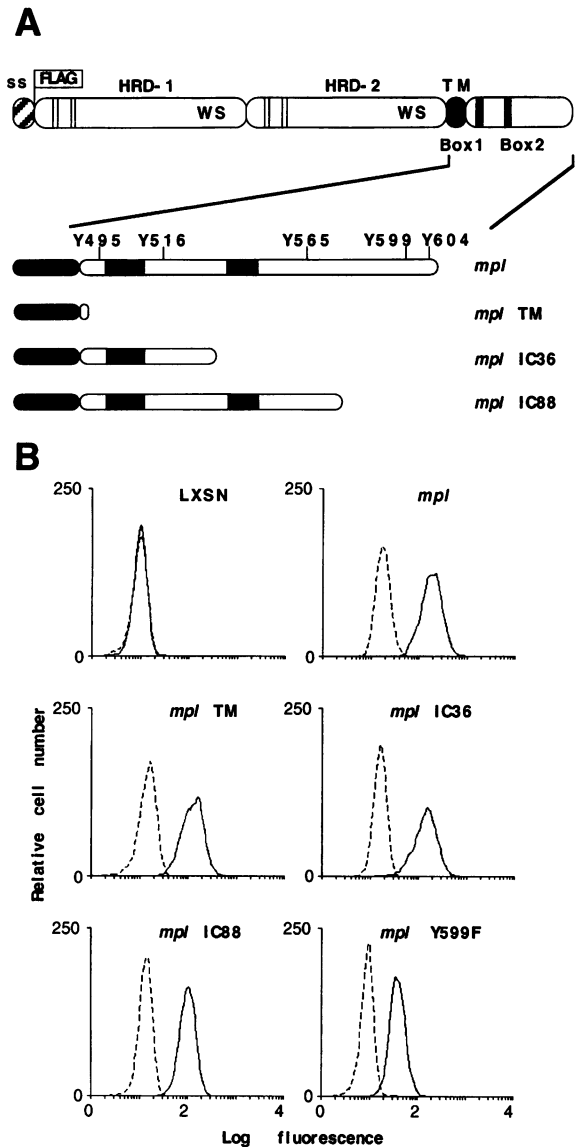 A
SS FLAG HRD-1 HRD-2 TM
WS WS
Box1 Box2
Y495 Y516 Y565 Y599 Y604
mpl
mpl TM
mpl IC36
mpl IC88
B
250 LXSN 250 mpl
0 0
250 mpl TM 250 mpl IC36
Relative cell number
0 0
250 mpl IC88 250 mpl Y599F
0 0
0 2 0 2 4
Log fluorescence